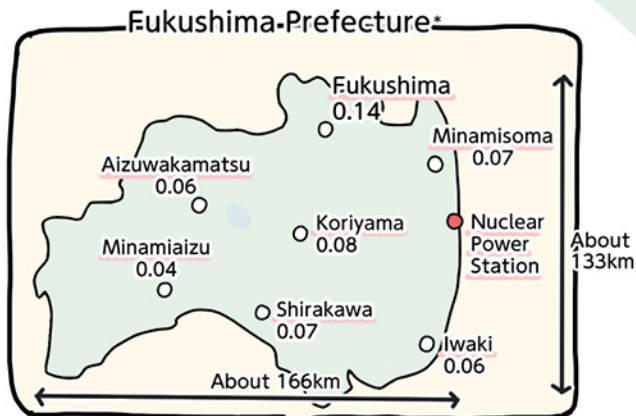 Fukushima Prefecture*
Fukushima
0.14
Minamisoma
0.07
Aizuwakamatsu
0.06
Koriyama
0.08
Nuclear
Power
Station
About
133km
Minamiaizu
0.04
Shirakawa
0.07
Iwaki
0.06
About 166km